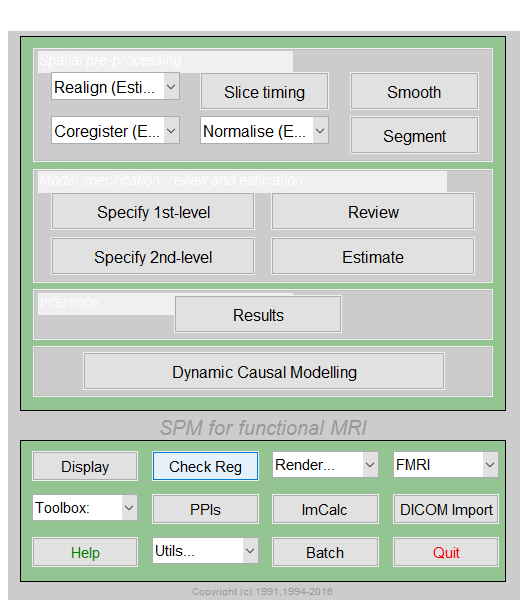 Spatial pre-processing
Realign (Esti...
Slice timing
Smooth
Coregister (E...
Normalise (E...
Segment
Model specification, review and estimation
Specify 1st-level
Review
Specify 2nd-level
Estimate
Inference
Results
Dynamic Causal Modelling
SPM for functional MRI
Display
Check Reg
Render...
FMRI
Toolbox:
PPIs
ImCalc
DICOM Import
Help
Utils...
Batch
Quit
Copyright (c) 1991,1994-2016